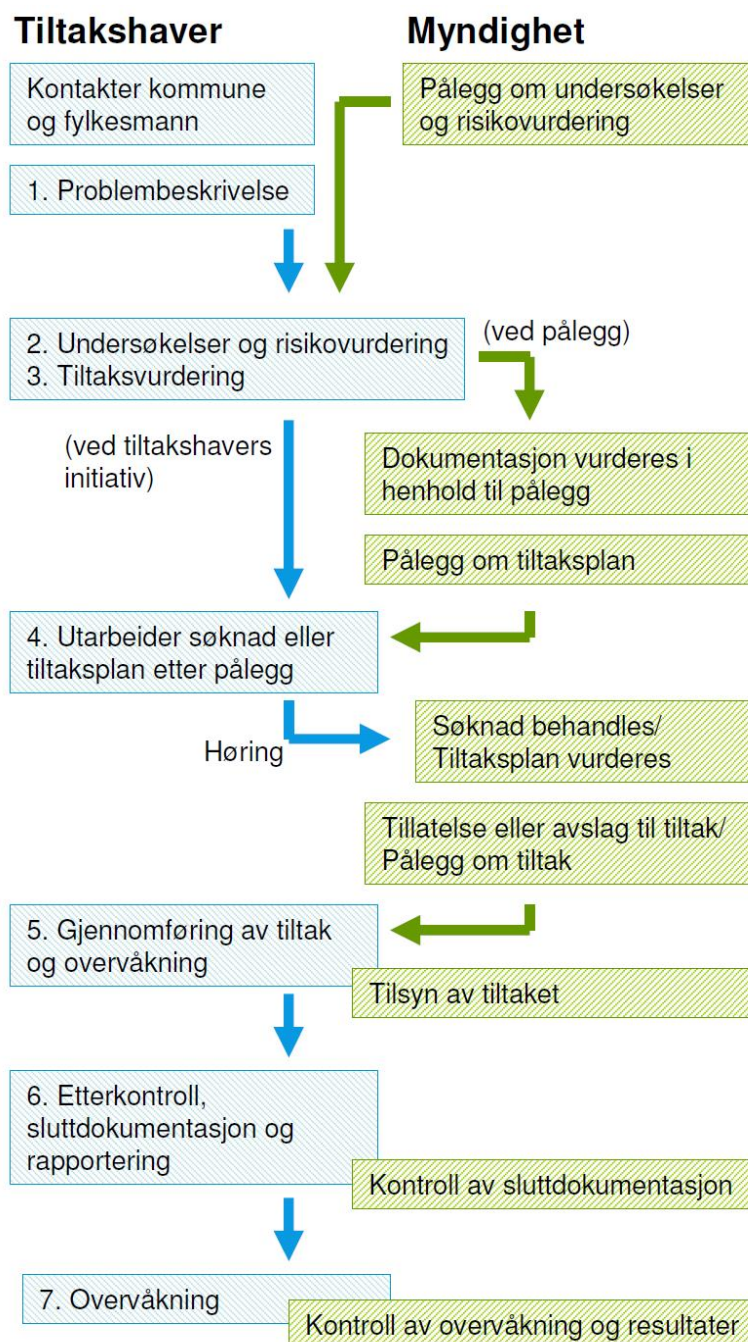 Tiltakshaver
Myndighet
Kontakter kommune
og fylkesmann
Pålegg om undersøkelser
og risikovurdering
1. Problembeskrivelse
2. Undersøkelser og risikovurdering
3. Tiltaksvurdering
(ved pålegg)
(ved tiltakshavers
initiativ)
Dokumentasjon vurderes i
henhold til pålegg
Pålegg om tiltaksplan
4. Utarbeider søknad eller
tiltaksplan etter pålegg
Høring
Søknad behandles/
Tiltaksplan vurderes
Tillatelse eller avslag til tiltak/
Pålegg om tiltak
5. Gjennomføring av tiltak
og overvåkning
Tilsyn av tiltaket
6. Etterkontroll,
sluttdokumentasjon og
rapportering
Kontroll av sluttdokumentasjon
7. Overvåkning
Kontroll av overvåkning og resultater